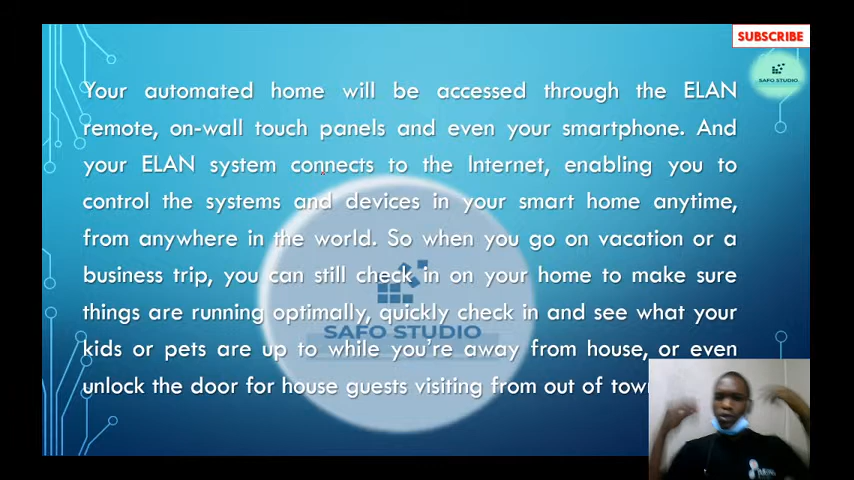 SUBSCRIBE
SAFO STUDIO
Your automated home will be accessed through the ELAN
remote, on-wall touch panels and even your smartphone. And
your ELAN system connects to the Internet, enabling you to
control the systems and devices in your smart home anytime,
from anywhere in the world. So when you go on vacation or a
business trip, you can still check in on your home to make sure
things are running optimally, quickly check in and see what your
SAFO STUDIO
kids or pets are up to while you're away from house, or even
unlock the door for house guests visiting from out of